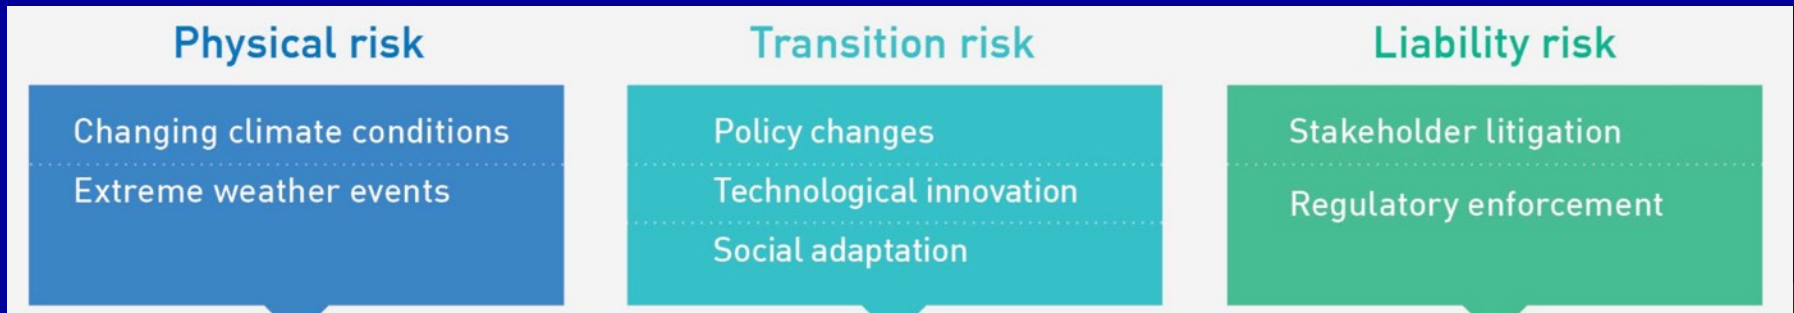 Physical risk
Changing climate conditions
Extreme weather events
Transition risk
Policy changes
Technological innovation
Social adaptation
Liability risk
Stakeholder litigation
Regulatory enforcement